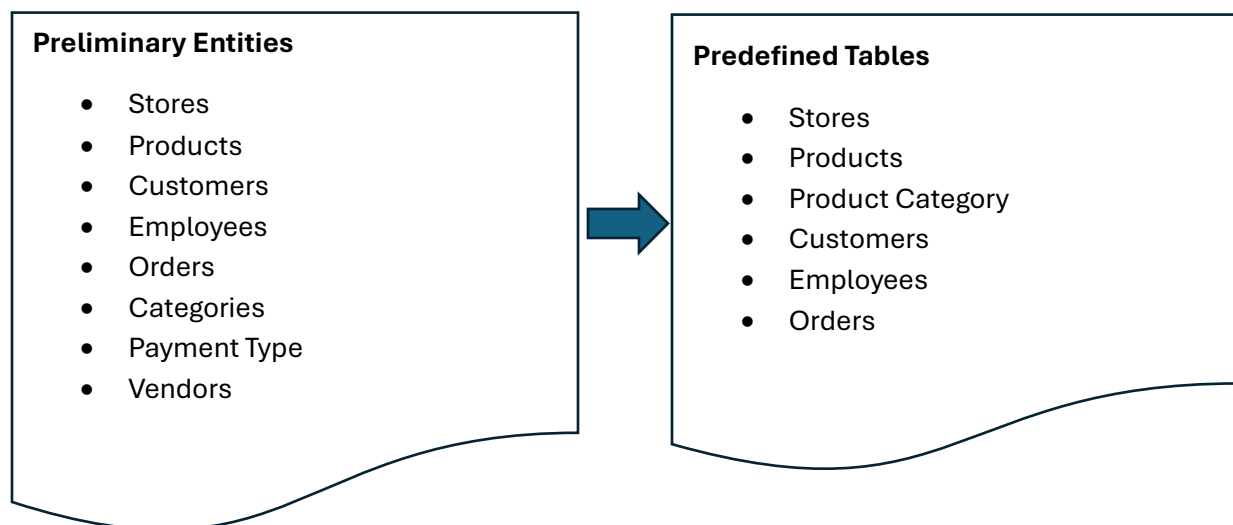 Preliminary Entities
• Stores
• Products
• Customers
• Employees
• Orders
• Categories
• Payment Type
• Vendors
Predefined Tables
• Stores
• Products
• Product Category
• Customers
• Employees
• Orders